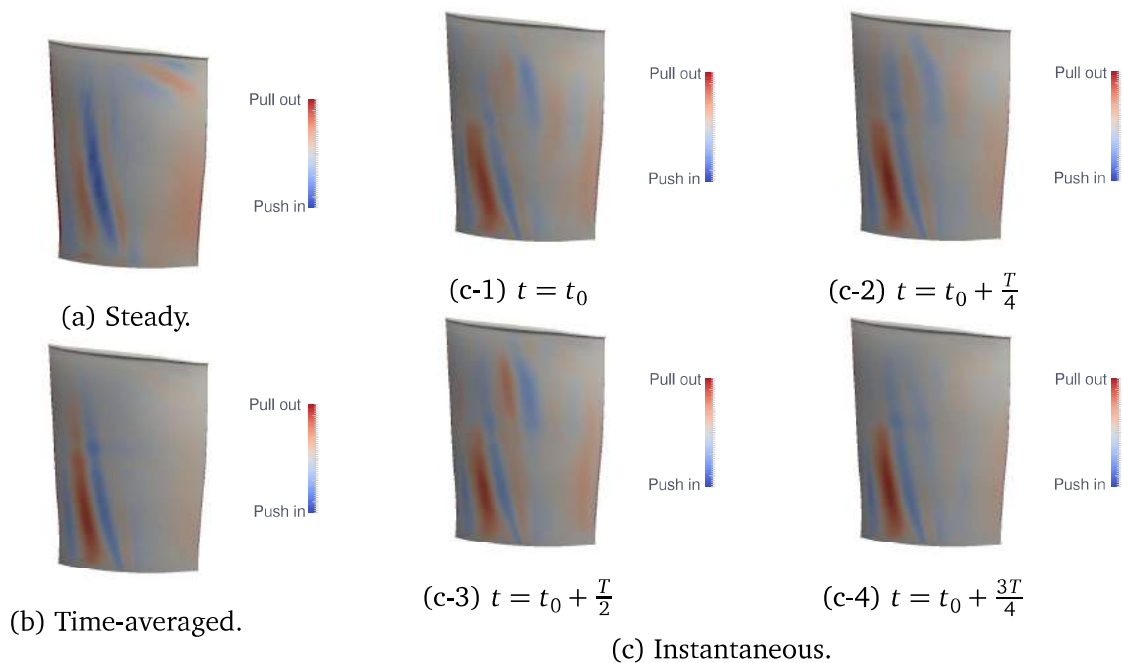 Pull out
Push in
(a) Steady.
Pull out
Push in
(b) Time-averaged.
Pull out
Push in
(c-1) t = t₀
Pull out
Push in
(c-2) t = t₀ + T/4
Pull out
Push in
(c-3) t = t₀ + T/2
Pull out
Push in
(c-4) t = t₀ + 3T/4
(c) Instantaneous.